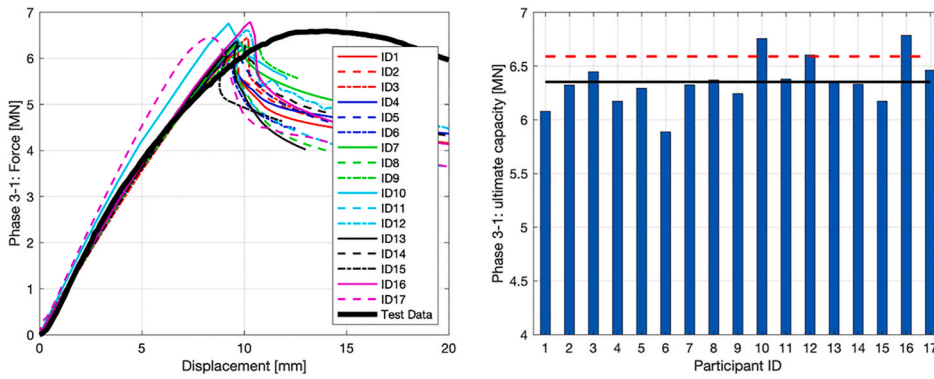 Phase 3-1: Force [MN]
7
6
5
4
3
2
1
0
0 5 10 15 20
Displacement [mm]
ID1
ID2
ID3
ID4
ID5
ID6
ID7
ID8
ID9
ID10
ID11
ID12
ID13
ID14
ID15
ID16
ID17
Test Data
Phase 3-1: ultimate capacity [MN]
7
6.5
6
5.5
5
4.5
4
1 2 3 4 5 6 7 8 9 10 11 12 13 14 15 16 17
Participant ID